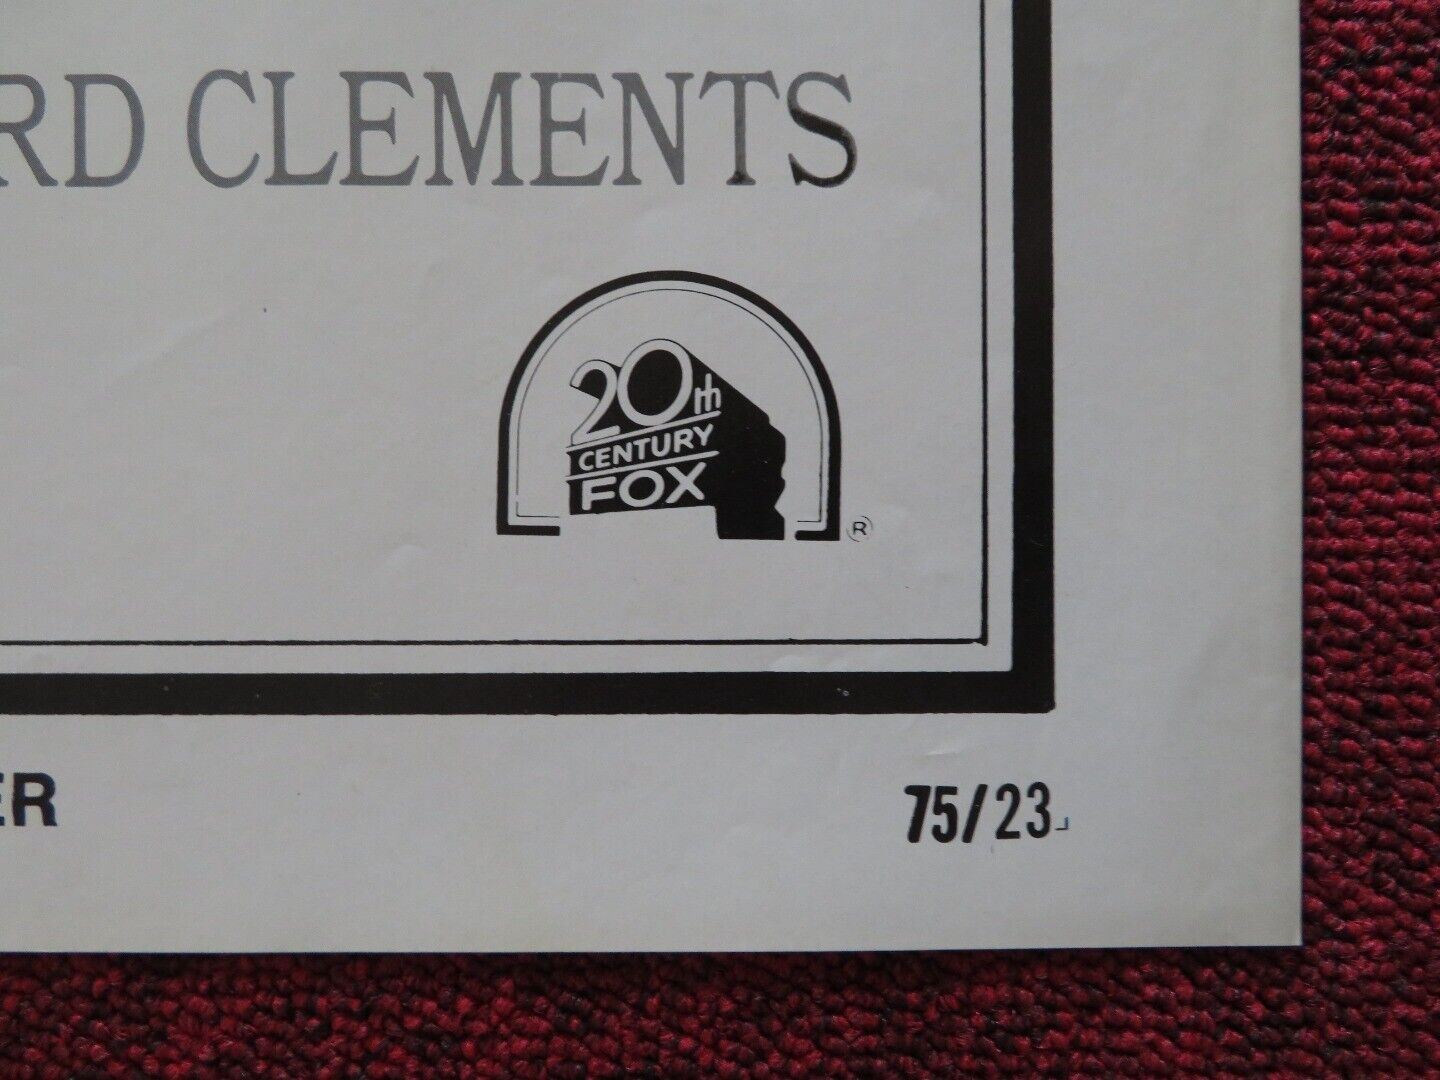 RD CLEMENTS
20th
CENTURY
FOX
®
ER
75/23